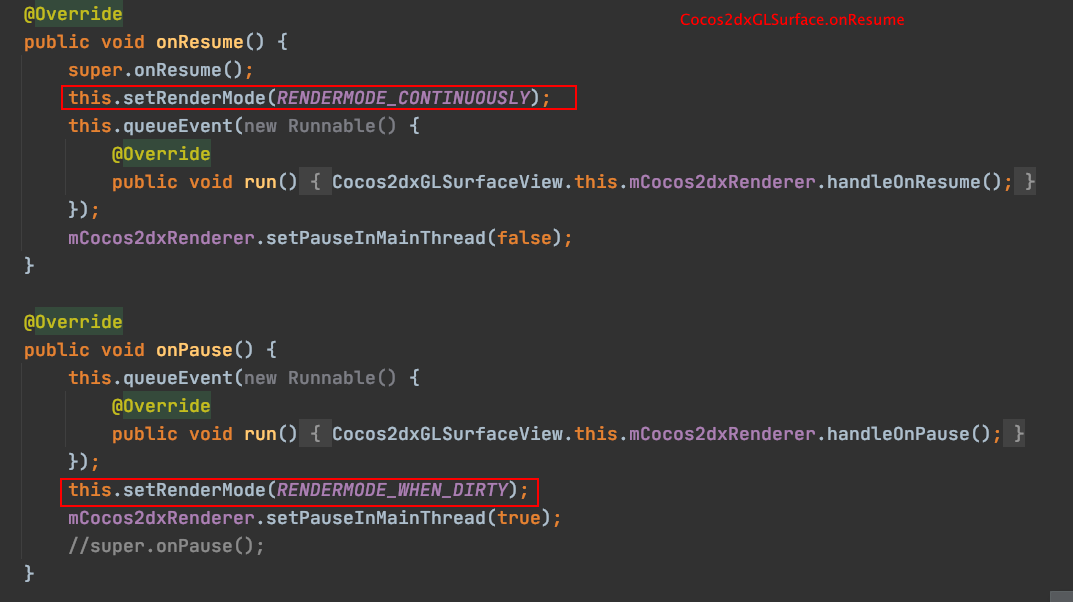 @Override
Cocos2dxGLSurface.onResume
public void onResume() {
super.onResume();
this.setRenderMode(RENDERMODE_CONTINUOUSLY);
this.queueEvent(new Runnable() {
@Override
public void run() { Cocos2dxGLSurfaceView.this.mCocos2dxRenderer.handleOnResume(); }
});
mCocos2dxRenderer.setPauseInMainThread(false);
}
@Override
public void onPause() {
this.queueEvent(new Runnable() {
@Override
public void run() { Cocos2dxGLSurfaceView.this.mCocos2dxRenderer.handleOnPause(); }
});
this.setRenderMode(RENDERMODE_WHEN_DIRTY);
mCocos2dxRenderer.setPauseInMainThread(true);
//super.onPause();
}